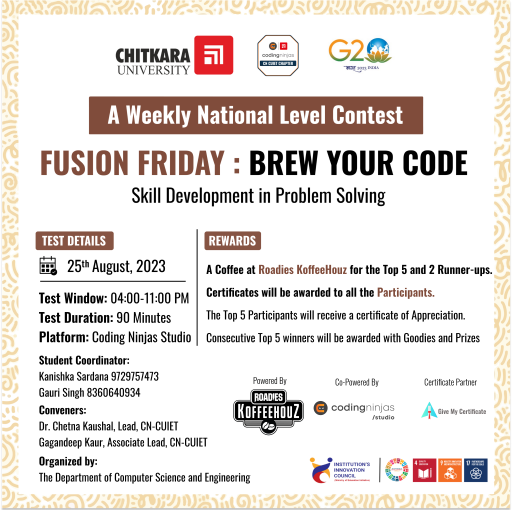 CHITKARA
UNIVERSITY
codingninjas
CN CUIET CHAPTER
G20
A Weekly National Level Contest
FUSION FRIDAY : BREW YOUR CODE
Skill Development in Problem Solving
TEST DETAILS
25th August, 2023
Test Window: 04:00-11:00 PM
Test Duration: 90 Minutes
Platform: Coding Ninjas Studio
Student Coordinator:
Kanishka Sardana 9729757473
Gauri Singh 8360640934
Conveners:
Dr. Chetna Kaushal, Lead, CN-CUIET
Gagandeep Kaur, Associate Lead, CN-CUIET
Organized by:
The Department of Computer Science and Engineering
REWARDS
A Coffee at Roadies KoffeeHouz for the Top 5 and 2 Runner-ups.
Certificates will be awarded to all the Participants.
The Top 5 Participants will receive a certificate of Appreciation.
Consecutive Top 5 winners will be awarded with Goodies and Prizes
Powered By
ROADIES
KOFFEEHOUZ
Co-Powered By
codingninjas
/studio
Certificate Partner
Give My Certificate
INSTITUTION'S
INNOVATION
COUNCIL
4
17